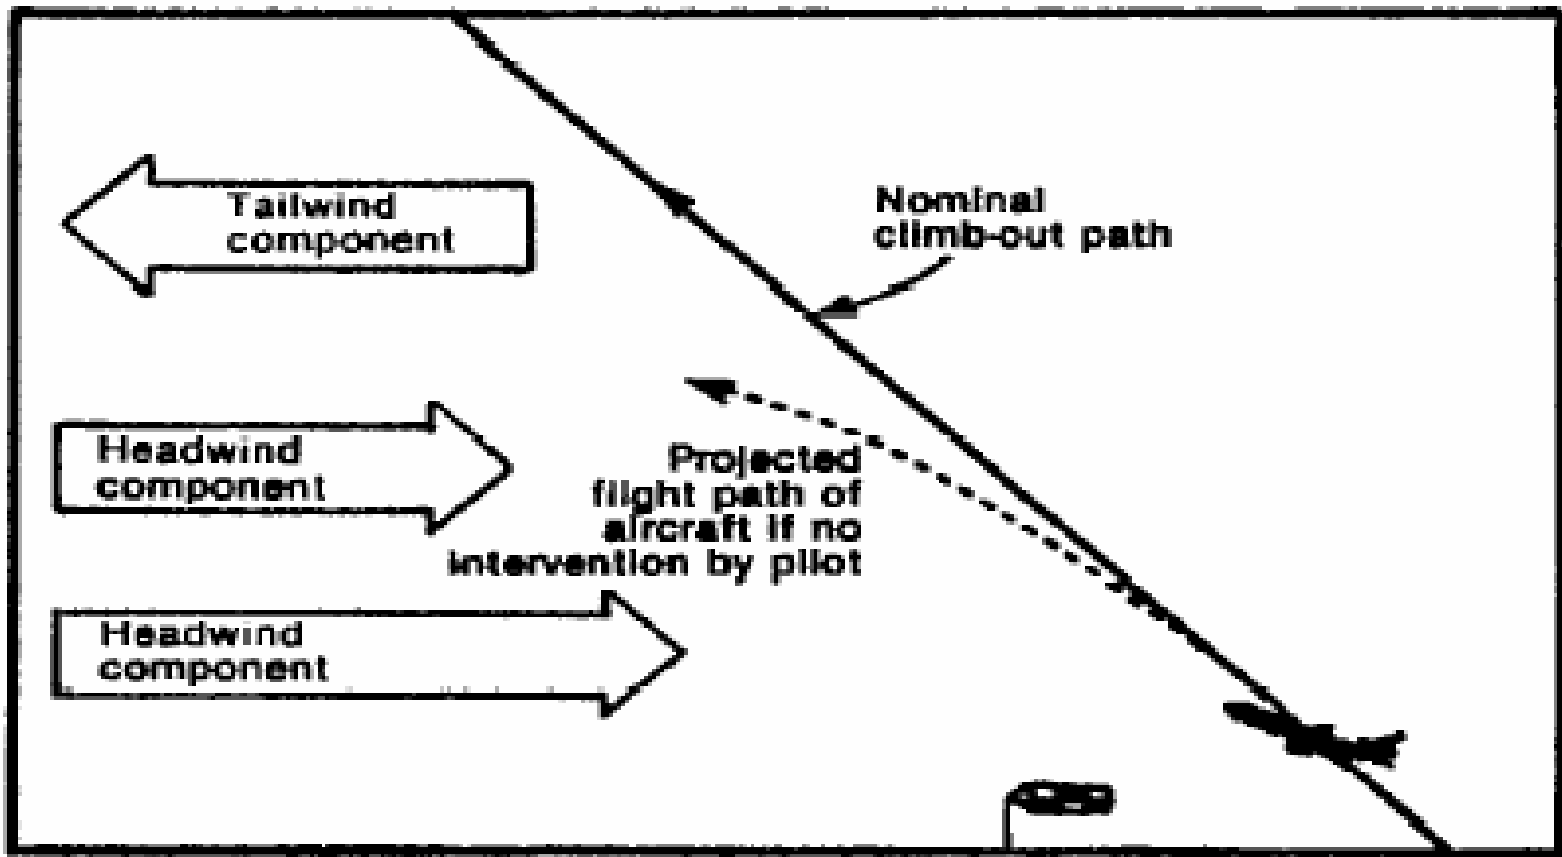 Tailwind
component
Nominal
climb-out path
Headwind
component
Projected
flight path of
aircraft if no
intervention by pilot
Headwind
component